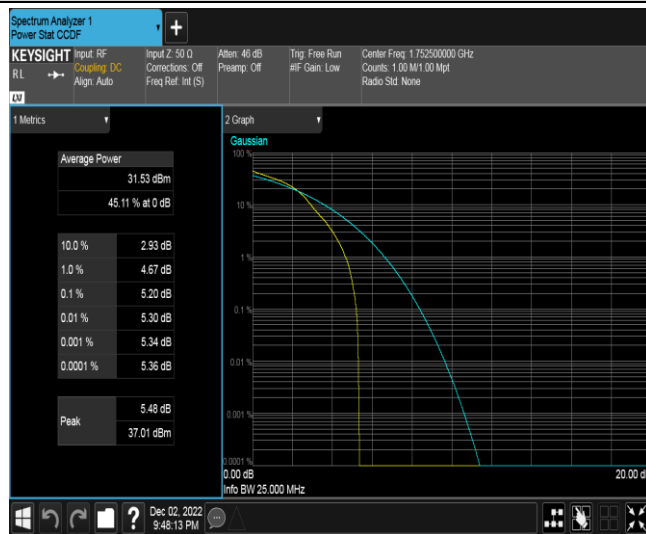 Spectrum Analyzer 1
Power Stat CCDF
+
KEYSIGHT
RL
Input: RF
Coupling: DC
Align: Auto
Input Z: 50 Ω
Corrections: Off
Freq Ref: Int (S)
Atten: 46 dB
Preamp: Off
Trig: Free Run
#IF Gain: Low
Center Freq: 1.752500000 GHz
Counts: 1.00 M/1.00 Mpt
Radio Std: None
1 Metrics
Average Power
31.53 dBm
45.11 % at 0 dB
10.0 % 2.93 dB
1.0 % 4.67 dB
0.1 % 5.20 dB
0.01 % 5.30 dB
0.001 % 5.34 dB
0.0001 % 5.36 dB
Peak
5.48 dB
37.01 dBm
2 Graph
Gaussian
100 %
10 %
1 %
0.1 %
0.01 %
0.001 %
0.0001 %
0.00 dB
20.00 d
Info BW 25.000 MHz
?
Dec 02, 2022
9:48:13 PM